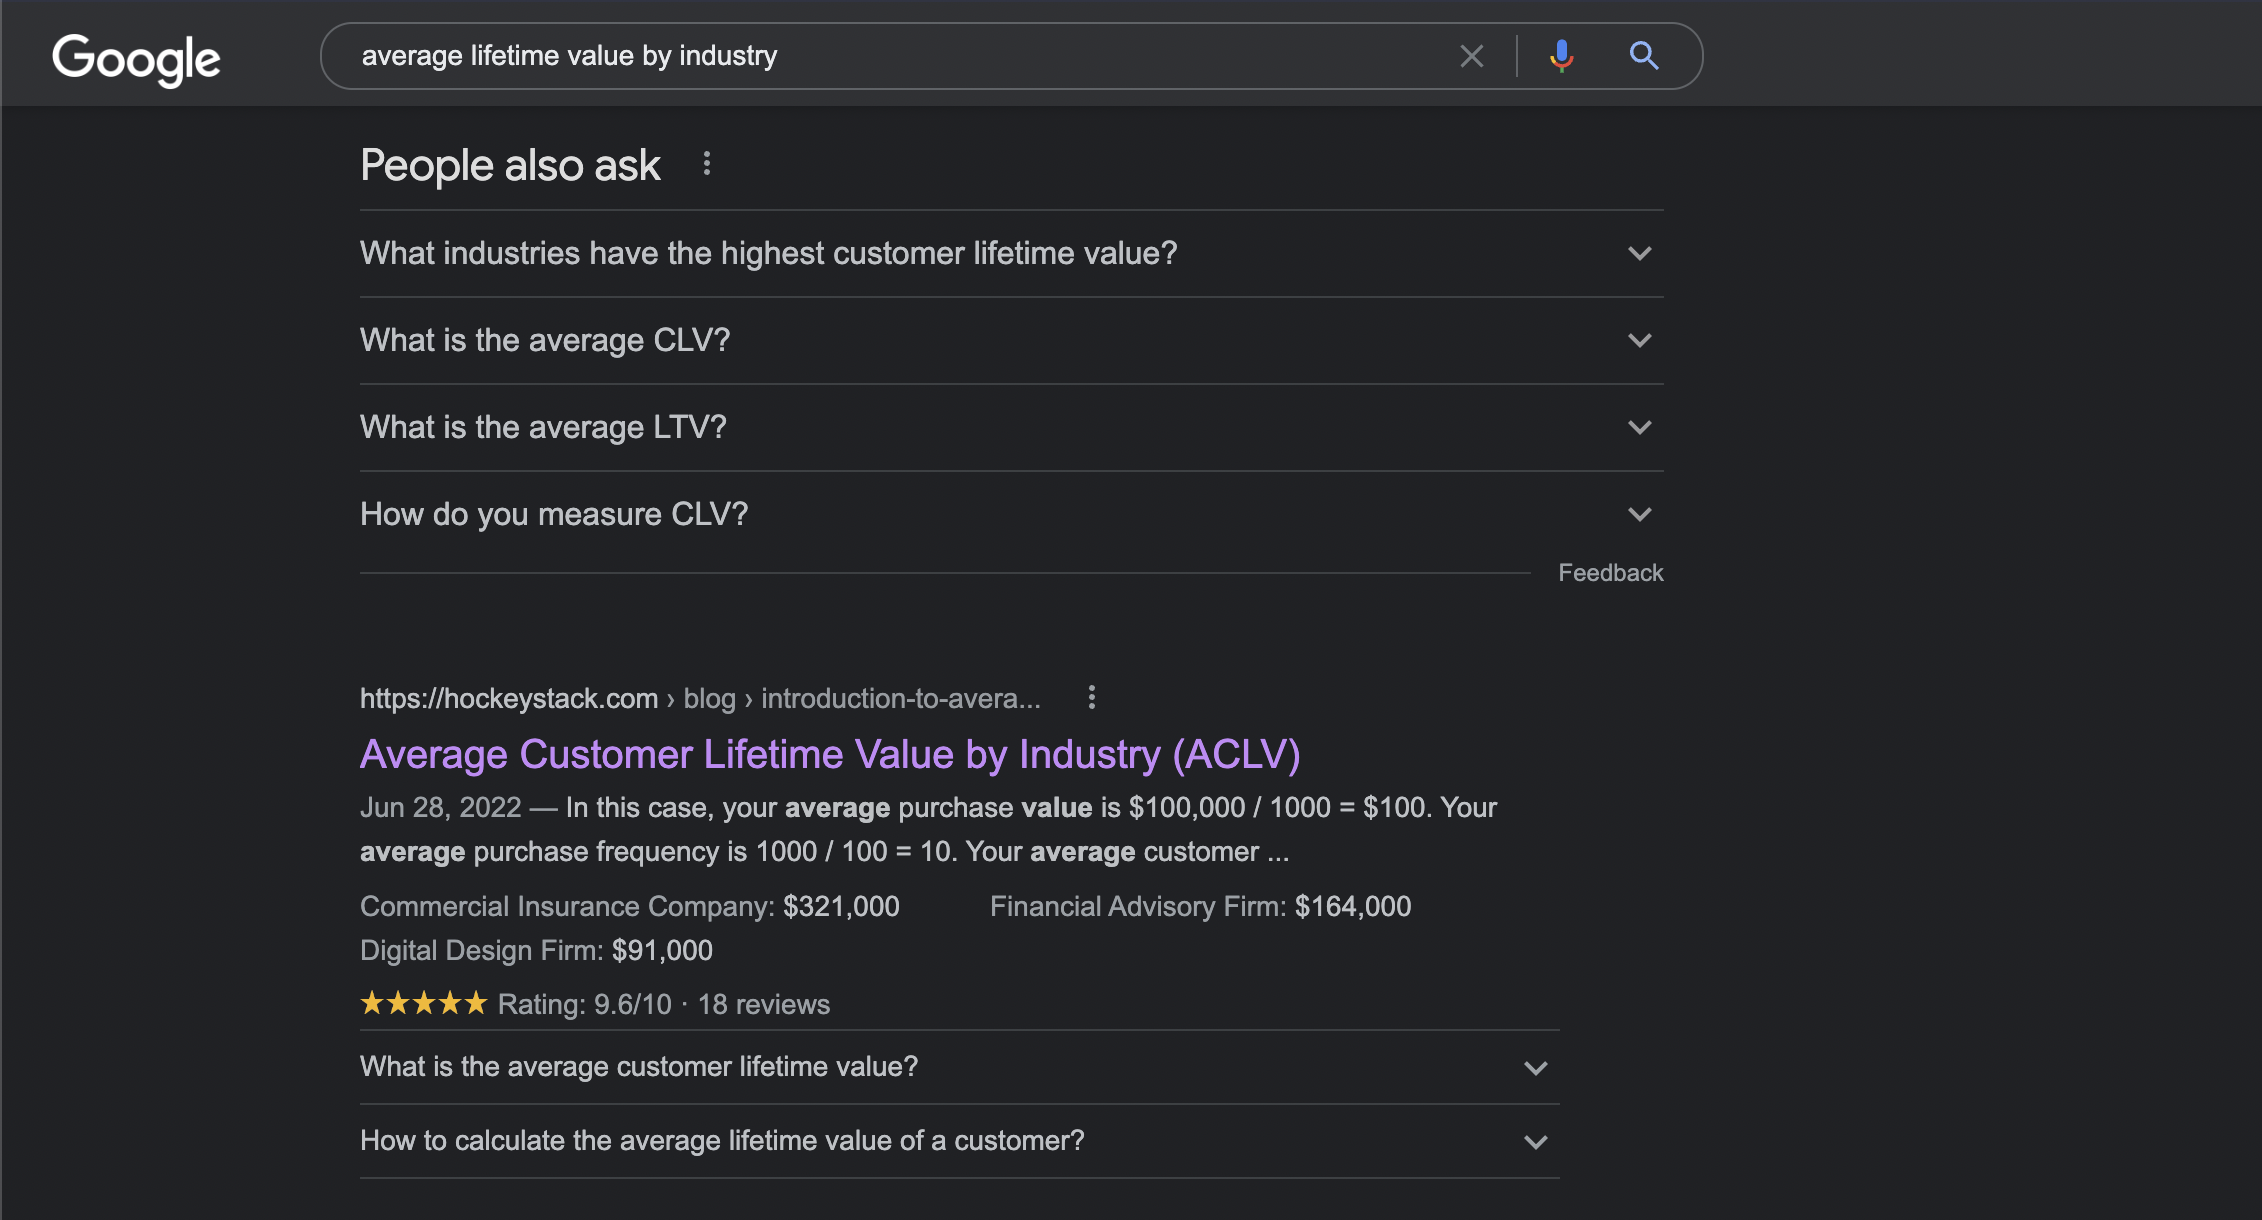 Google
average lifetime value by industry
People also ask
What industries have the highest customer lifetime value?
What is the average CLV?
What is the average LTV?
How do you measure CLV?
Feedback
https://hockeystack.com › blog › introduction-to-avera...
Average Customer Lifetime Value by Industry (ACLV)
Jun 28, 2022 — In this case, your average purchase value is $100,000 / 1000 = $100. Your
average purchase frequency is 1000 / 100 = 10. Your average customer ...
Commercial Insurance Company: $321,000 Financial Advisory Firm: $164,000
Digital Design Firm: $91,000
Rating: 9.6/10 · 18 reviews
What is the average customer lifetime value?
How to calculate the average lifetime value of a customer?